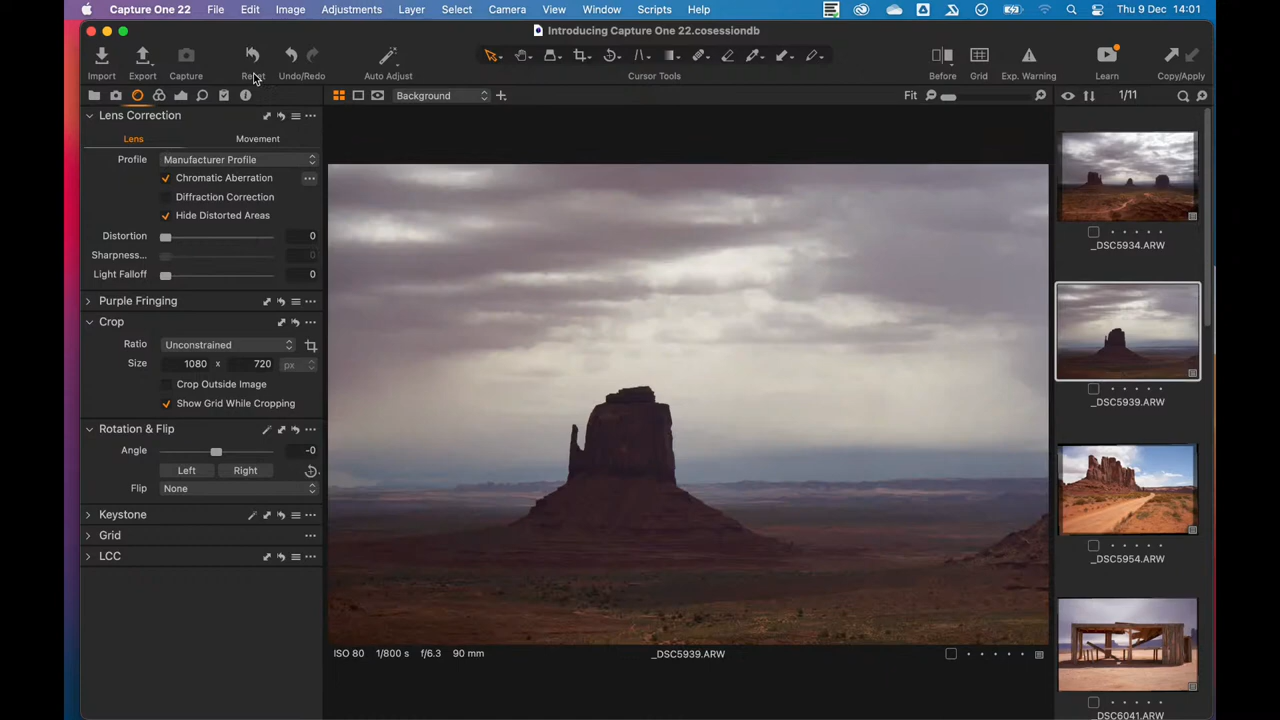 Capture One 22 File Edit Image Adjustments Layer Select Camera View Window Scripts Help Thu 9 Dec 14:01
Introducing Capture One 22.cosessiondb
Import Export Capture Reset Undo/Redo Auto Adjust Cursor Tools Before Grid Exp. Warning Learn Copy/Apply
Background Fit 1/11
Lens Correction
Lens Movement
Profile Manufacturer Profile
Chromatic Aberration
Diffraction Correction
Hide Distorted Areas
Distortion 0
Sharpness... 0
Light Falloff 0
Purple Fringing
Crop
Ratio Unconstrained
Size 1080 x 720 px
Crop Outside Image
Show Grid While Cropping
Rotation & Flip
Angle -0
Left Right
Flip None
Keystone
Grid
LCC
ISO 80 1/800 s f/6.3 90 mm _DSC5939.ARW
_DSC5934.ARW
_DSC5939.ARW
_DSC5954.ARW
_DSC6041.ARW